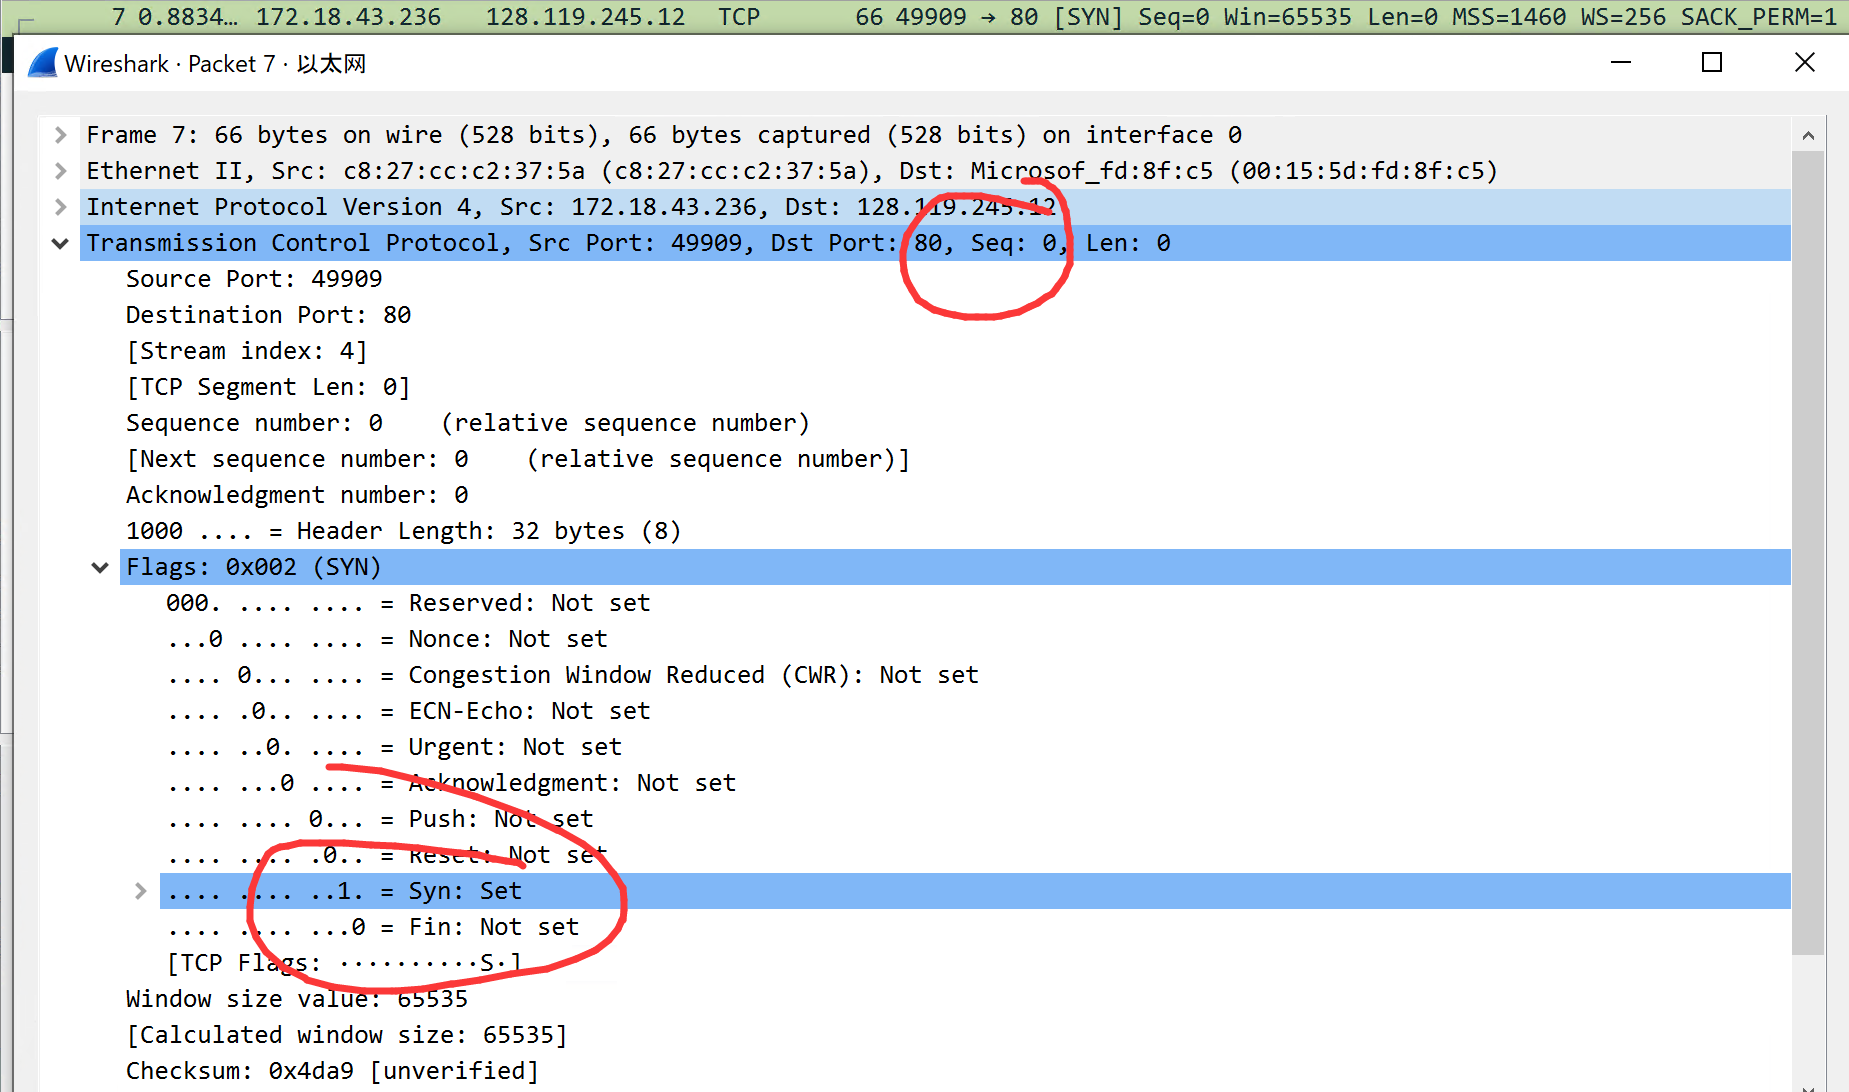 7 0.8834… 172.18.43.236 128.119.245.12 TCP 66 49909 → 80 [SYN] Seq=0 Win=65535 Len=0 MSS=1460 WS=256 SACK_PERM=1
Wireshark · Packet 7 · 以太网
Frame 7: 66 bytes on wire (528 bits), 66 bytes captured (528 bits) on interface 0
Ethernet II, Src: c8:27:cc:c2:37:5a (c8:27:cc:c2:37:5a), Dst: Microsof_fd:8f:c5 (00:15:5d:fd:8f:c5)
Internet Protocol Version 4, Src: 172.18.43.236, Dst: 128.119.245.12
Transmission Control Protocol, Src Port: 49909, Dst Port: 80, Seq: 0, Len: 0
Source Port: 49909
Destination Port: 80
[Stream index: 4]
[TCP Segment Len: 0]
Sequence number: 0    (relative sequence number)
[Next sequence number: 0    (relative sequence number)]
Acknowledgment number: 0
1000 .... = Header Length: 32 bytes (8)
Flags: 0x002 (SYN)
000. .... .... = Reserved: Not set
...0 .... .... = Nonce: Not set
.... 0... .... = Congestion Window Reduced (CWR): Not set
.... .0.. .... = ECN-Echo: Not set
.... ..0. .... = Urgent: Not set
.... ...0 .... = Acknowledgment: Not set
.... .... 0... = Push: Not set
.... .... .0.. = Reset: Not set
.... .... ..1. = Syn: Set
.... .... ...0 = Fin: Not set
[TCP Flags: ··········S·]
Window size value: 65535
[Calculated window size: 65535]
Checksum: 0x4da9 [unverified]